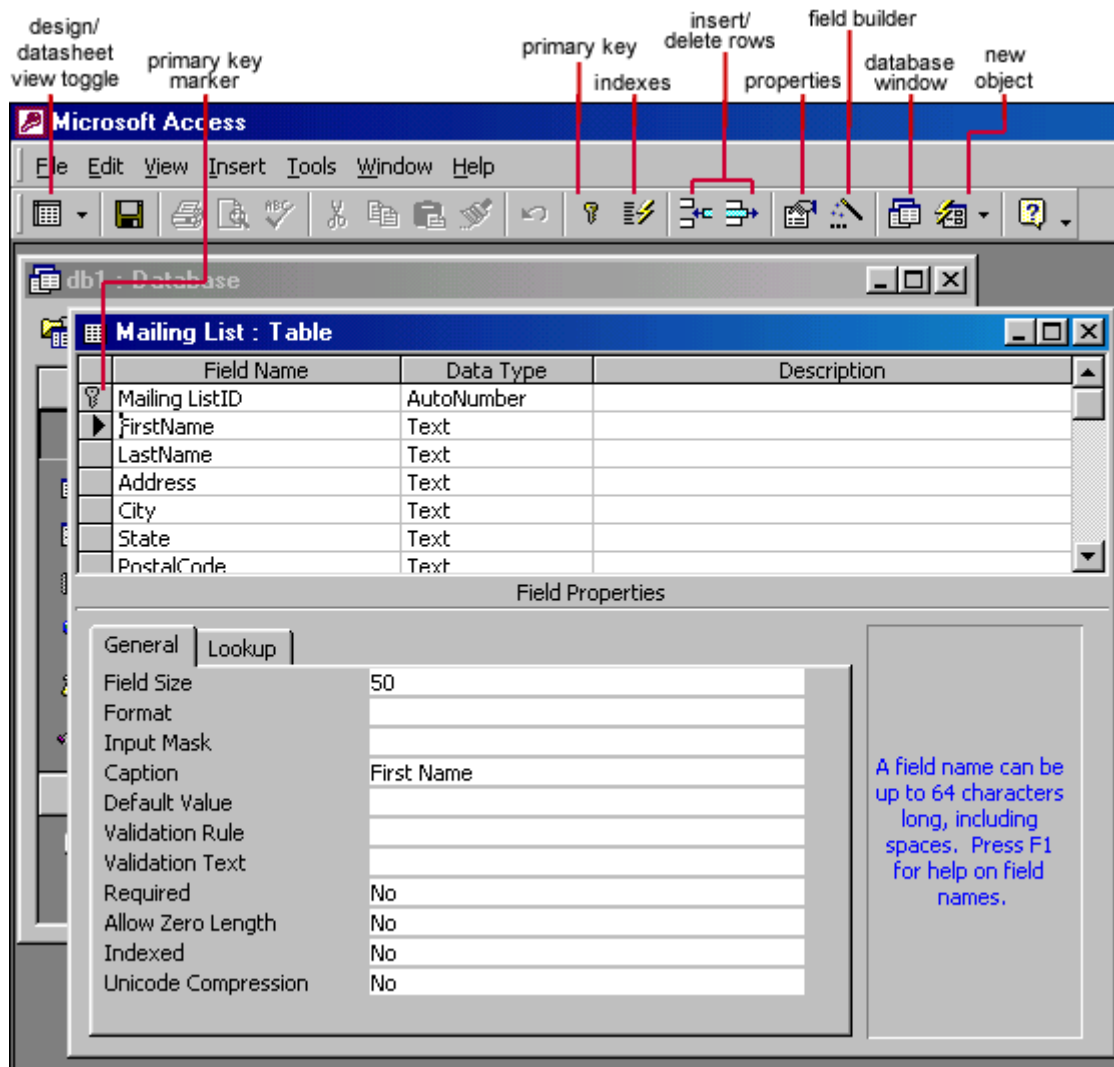 design/
datasheet
view toggle
primary key
marker
primary key
indexes
insert/
delete rows
properties
field builder
database
window
new
object
Microsoft Access
File Edit View Insert Tools Window Help
ABC
db1 : Database
Mailing List : Table
Field Name Data Type Description
Mailing ListID AutoNumber
FirstName Text
LastName Text
Address Text
City Text
State Text
PostalCode Text
Field Properties
General Lookup
Field Size 50
Format
Input Mask
Caption First Name
Default Value
Validation Rule
Validation Text
Required No
Allow Zero Length No
Indexed No
Unicode Compression No
A field name can be
up to 64 characters
long, including
spaces. Press F1
for help on field
names.